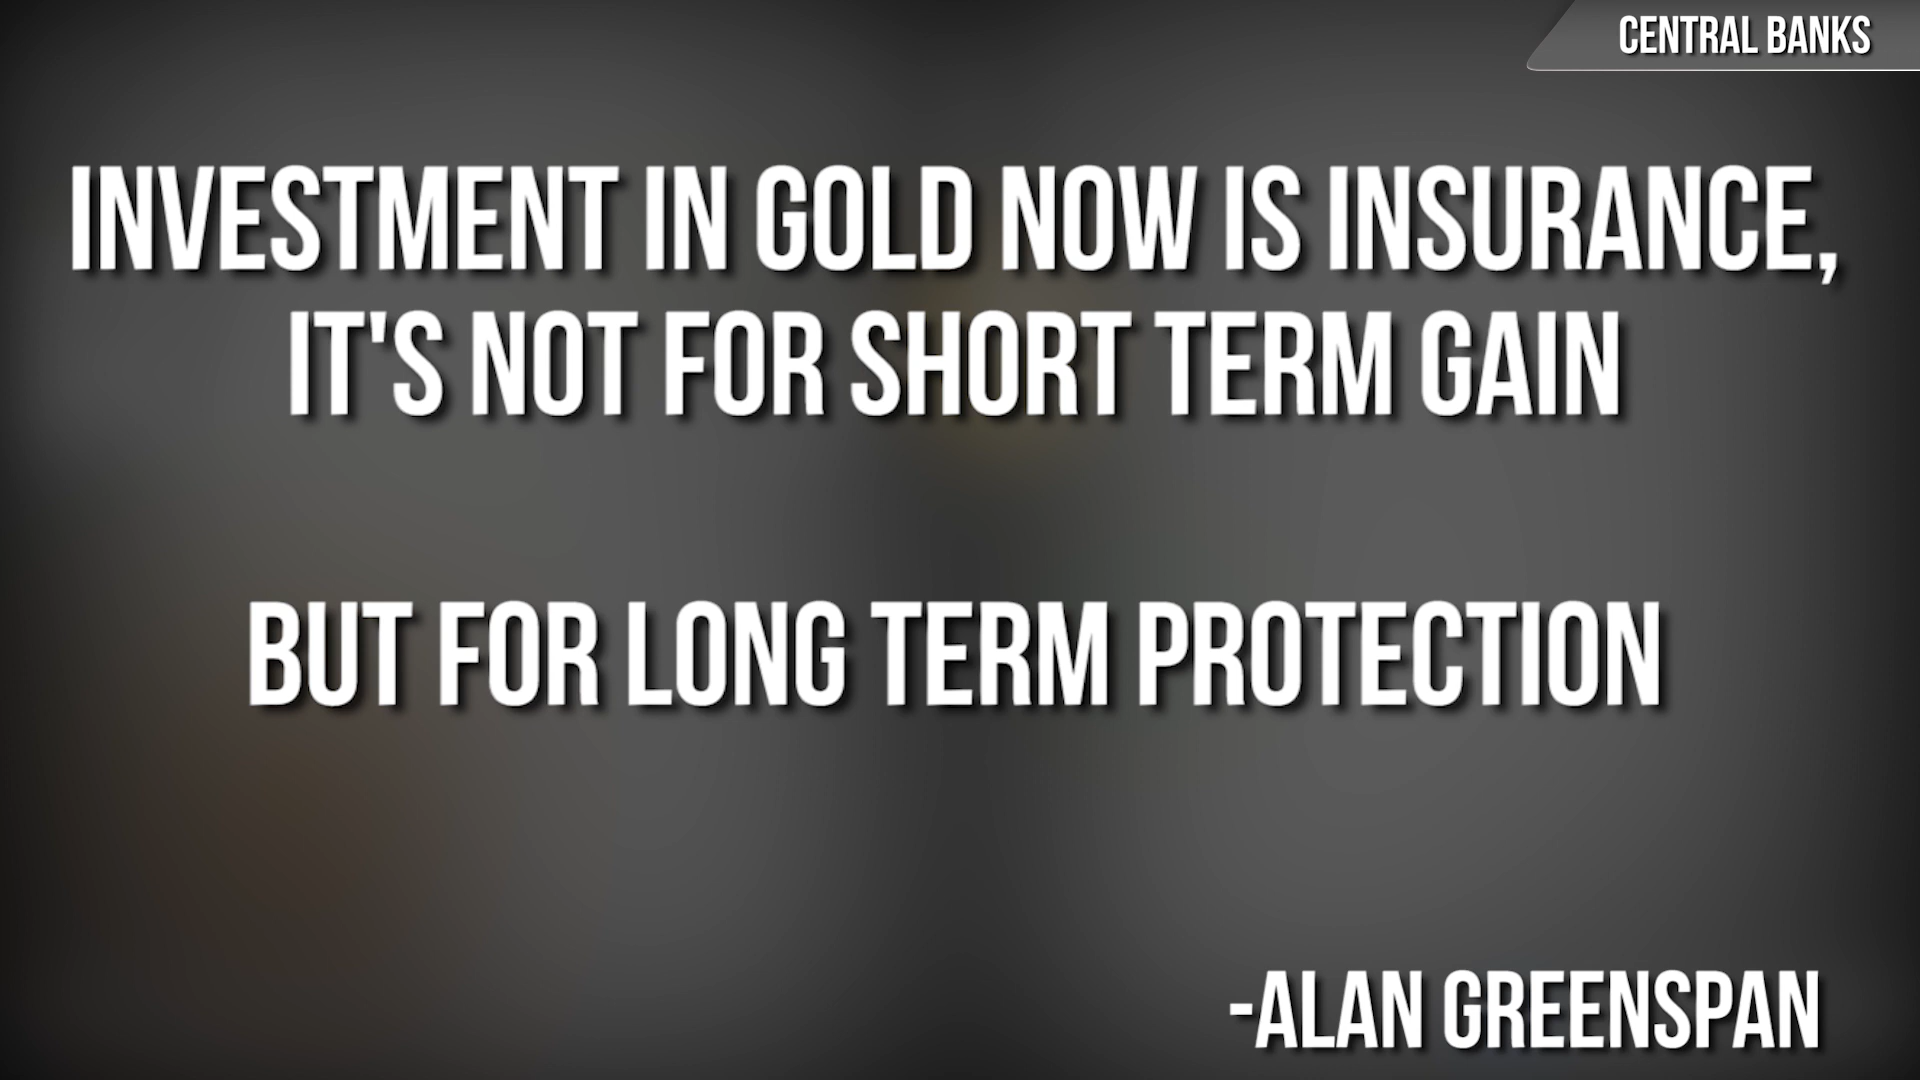 CENTRAL BANKS
INVESTMENT IN GOLD NOW IS INSURANCE,
IT'S NOT FOR SHORT TERM GAIN
BUT FOR LONG TERM PROTECTION
-ALAN GREENSPAN